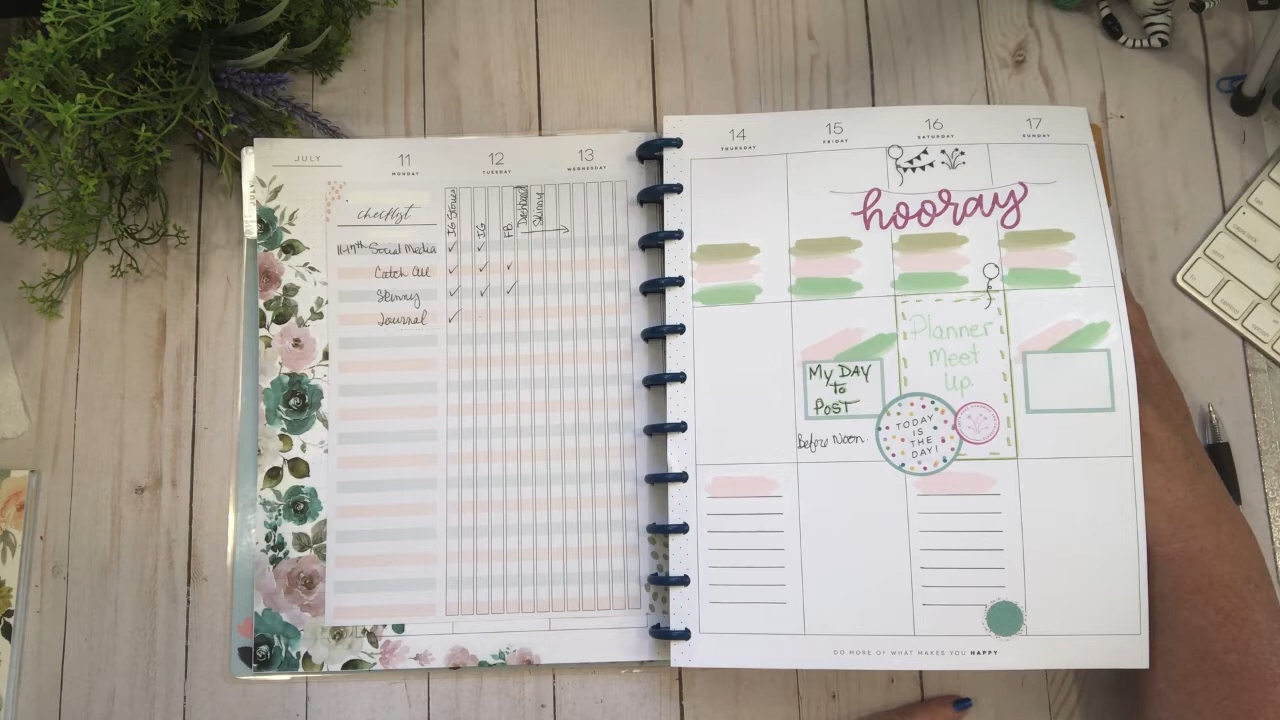 JULY
11
MONDAY
12
TUESDAY
13
WEDNESDAY
checklist
IG Stories
IG
FB
Dashboard
Skinny
11-17th Social Media
Catch All
Skinny
Journal
14
THURSDAY
15
FRIDAY
16
SATURDAY
17
SUNDAY
hooray
Planner
Meet
Up.
My DAY
to
POST
Before Noon.
TODAY
IS
THE
DAY!
DO MORE OF WHAT MAKES YOU HAPPY